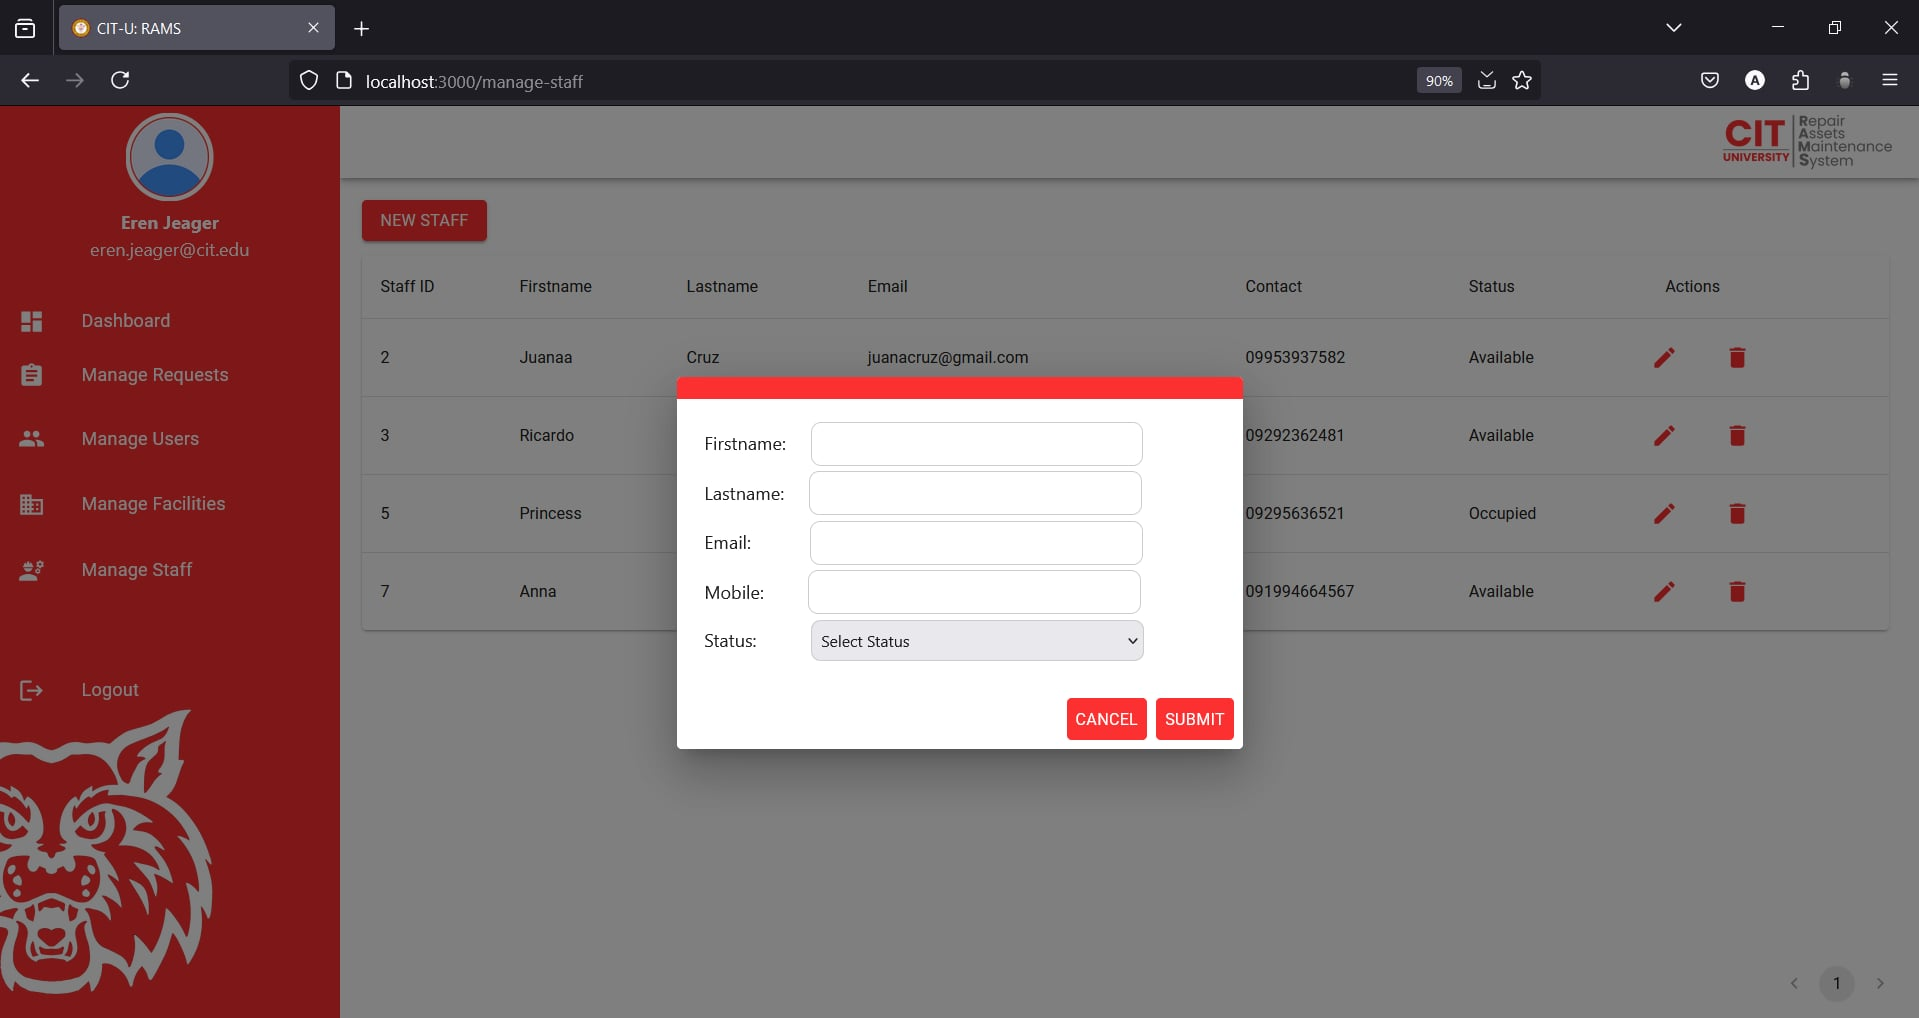 CIT-U: RAMS
localhost:3000/manage-staff
90%
A
Eren Jeager
eren.jeager@cit.edu
Dashboard
Manage Requests
Manage Users
Manage Facilities
Manage Staff
Logout
CIT
UNIVERSITY
Repair
Assets
Maintenance
System
NEW STAFF
Staff ID Firstname Lastname Email Contact Status Actions
2 Juanaa Cruz juanacruz@gmail.com 09953937582 Available
3 Ricardo 09292362481 Available
5 Princess 09295636521 Occupied
7 Anna 091994664567 Available
Firstname:
Lastname:
Email:
Mobile:
Status: Select Status
CANCEL SUBMIT
1